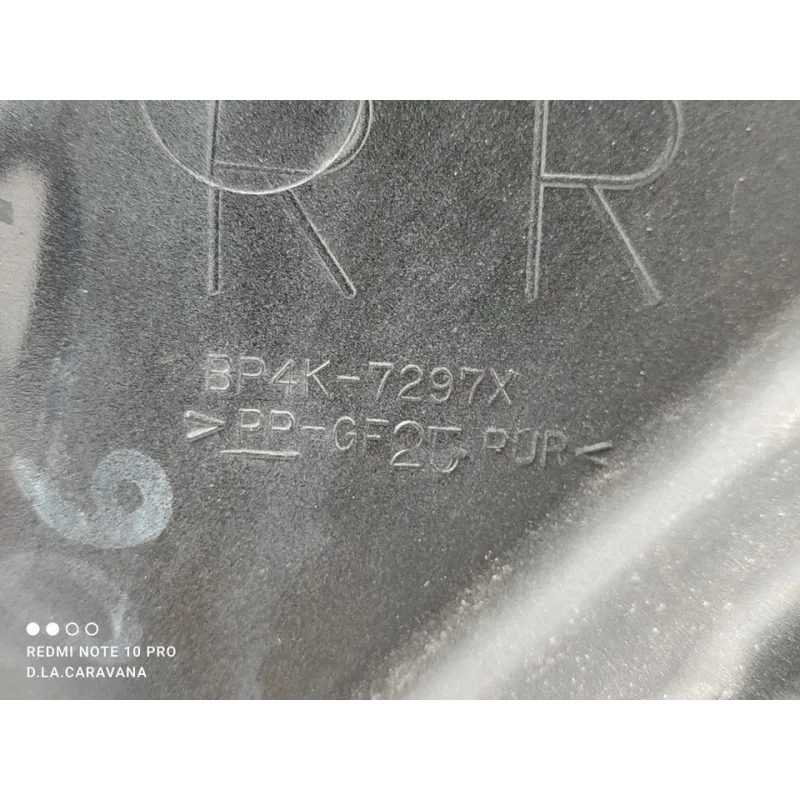 R R
BP4K-7297X
>PP-GF25,PUR<
REDMI NOTE 10 PRO
D.LA.CARAVANA